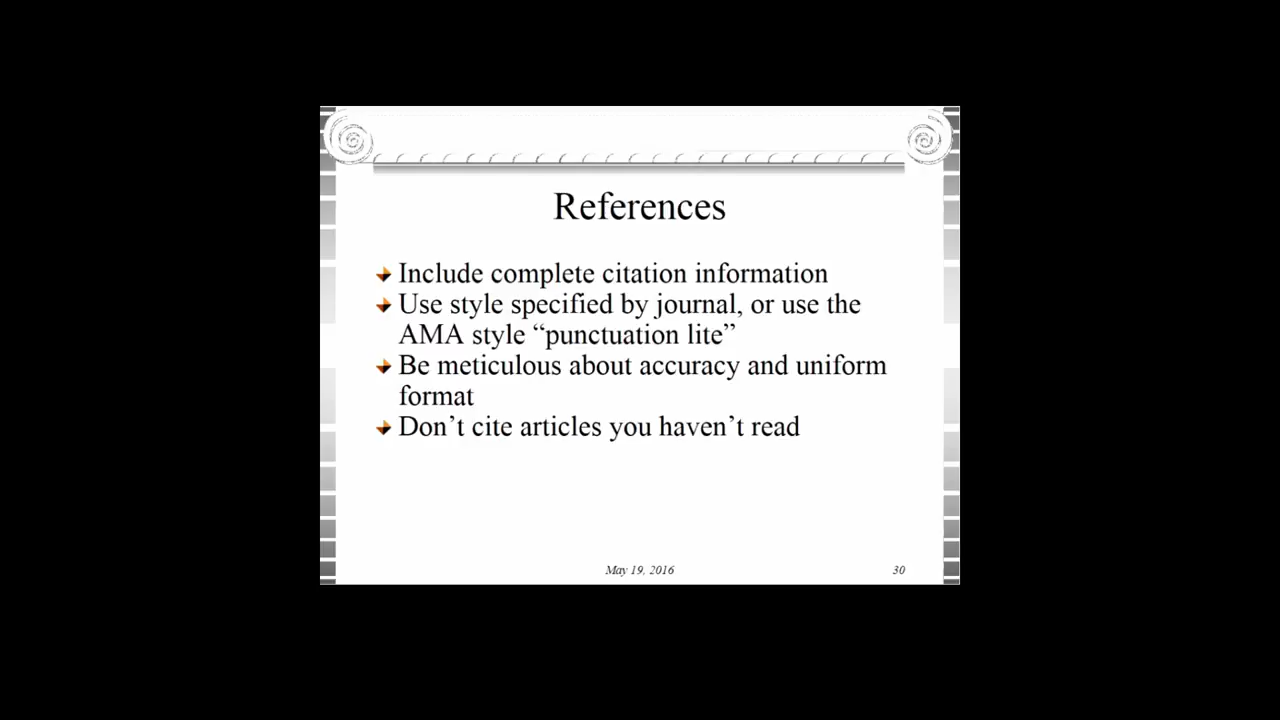 References
Include complete citation information
Use style specified by journal, or use the
AMA style “punctuation lite”
Be meticulous about accuracy and uniform
format
Don’t cite articles you haven’t read
May 19, 2016
30